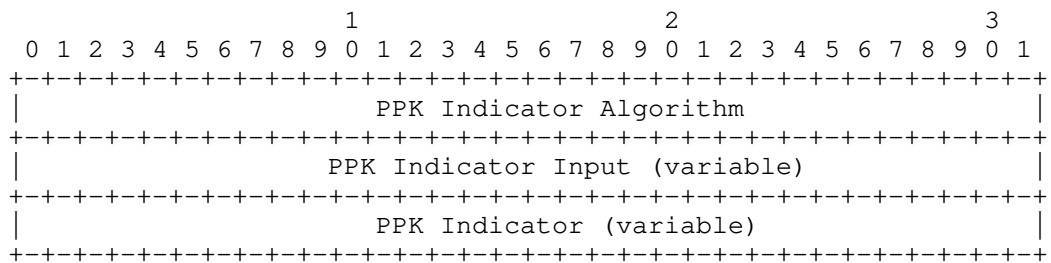 1                   2                   3
 0 1 2 3 4 5 6 7 8 9 0 1 2 3 4 5 6 7 8 9 0 1 2 3 4 5 6 7 8 9 0 1
+-+-+-+-+-+-+-+-+-+-+-+-+-+-+-+-+-+-+-+-+-+-+-+-+-+-+-+-+-+-+-+-+
|                    PPK Indicator Algorithm                    |
+-+-+-+-+-+-+-+-+-+-+-+-+-+-+-+-+-+-+-+-+-+-+-+-+-+-+-+-+-+-+-+-+
|                 PPK Indicator Input (variable)                |
+-+-+-+-+-+-+-+-+-+-+-+-+-+-+-+-+-+-+-+-+-+-+-+-+-+-+-+-+-+-+-+-+
|                    PPK Indicator (variable)                   |
+-+-+-+-+-+-+-+-+-+-+-+-+-+-+-+-+-+-+-+-+-+-+-+-+-+-+-+-+-+-+-+-+